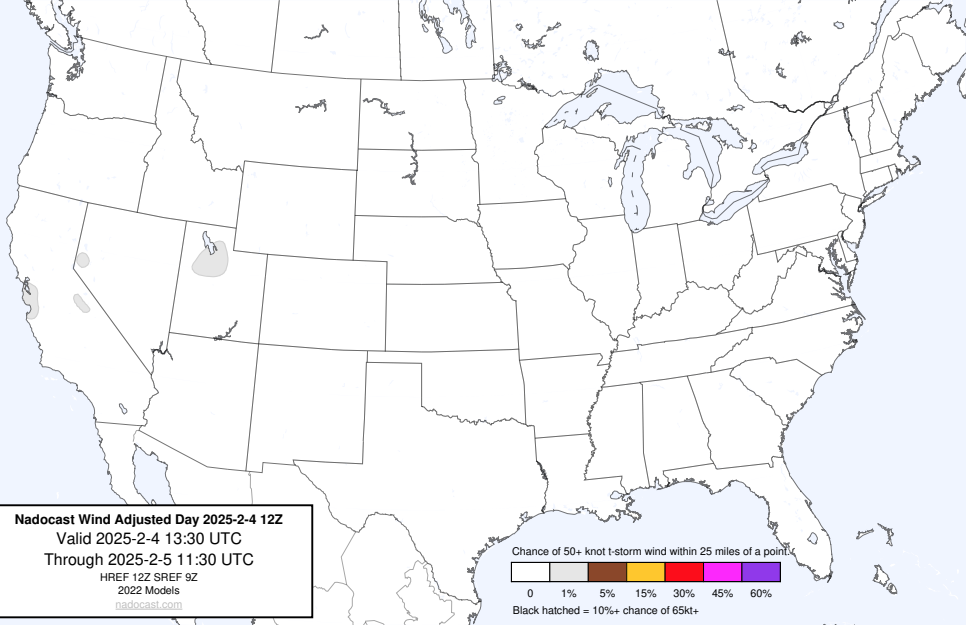 Nadocast Wind Adjusted Day 2025-2-4 12Z
Valid 2025-2-4 13:30 UTC
Through 2025-2-5 11:30 UTC
HREF 12Z SREF 9Z
2022 Models
nadocast.com
Chance of 50+ knot t-storm wind within 25 miles of a point.
0 1% 5% 15% 30% 45% 60%
Black hatched = 10%+ chance of 65kt+